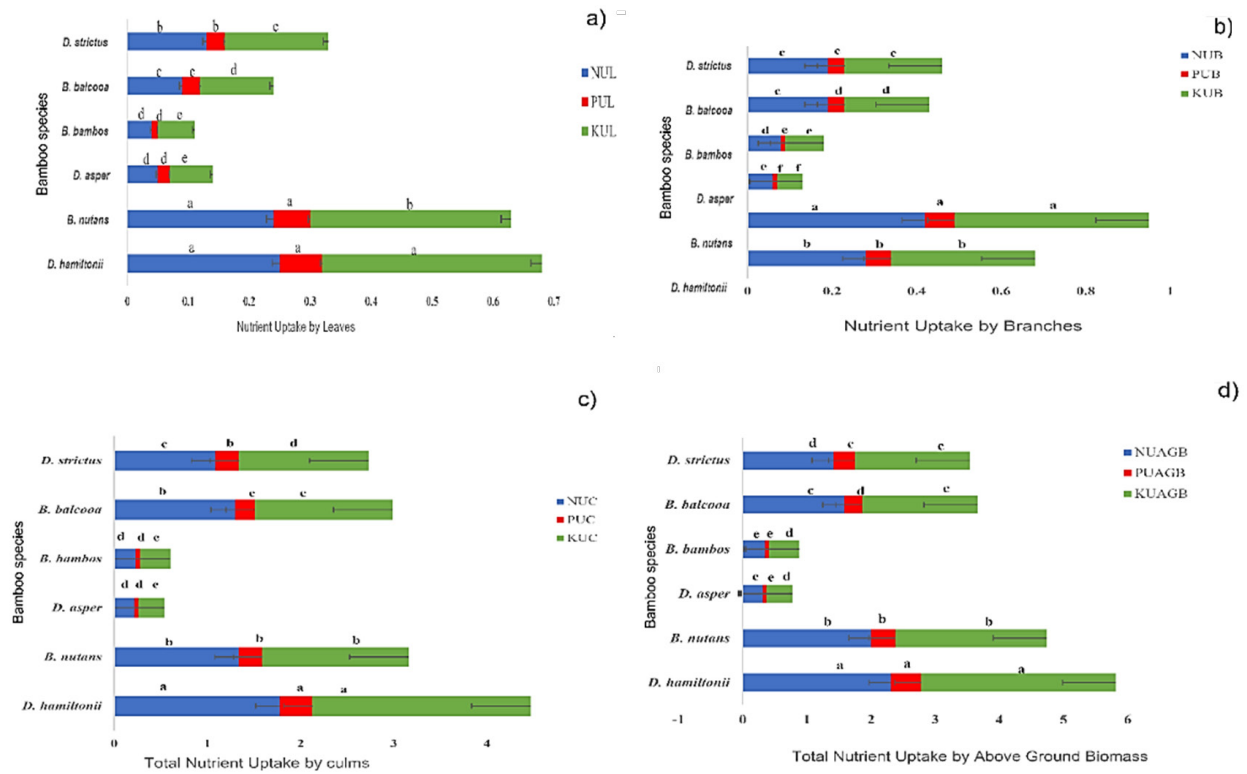 a)
b b c
D. strictus
c c d
B. balcooa
d d e
B. bambos
d d e
D. asper
a a b
B. nutans
a a a
D. hamiltonii
0 0.1 0.2 0.3 0.4 0.5 0.6 0.7
Nutrient Uptake by Leaves
Bamboo species
NUL
PUL
KUL
b)
c c c
D. strictus
c d d
B. balcooa
d e e
B. bambos
e f f
D. asper
a a a
B. nutans
b b b
D. hamiltonii
0 0.2 0.4 0.6 0.8 1
Nutrient Uptake by Branches
Bamboo species
NUB
PUB
KUB
c)
c b d
D. strictus
b c c
B. balcooa
d d e
B. bambos
d d e
D. asper
b b b
B. nutans
a a a
D. hamiltonii
0 1 2 3 4
Total Nutrient Uptake by culms
Bamboo species
NUC
PUC
KUC
d)
d c c
D. strictus
c d c
B. balcooa
e e d
B. bambos
e e d
D. asper
b b b
B. nutans
a a a
D. hamiltonii
-1 0 1 2 3 4 5 6
Total Nutrient Uptake by Above Ground Biomass
Bamboo species
NUAGB
PUAGB
KUAGB